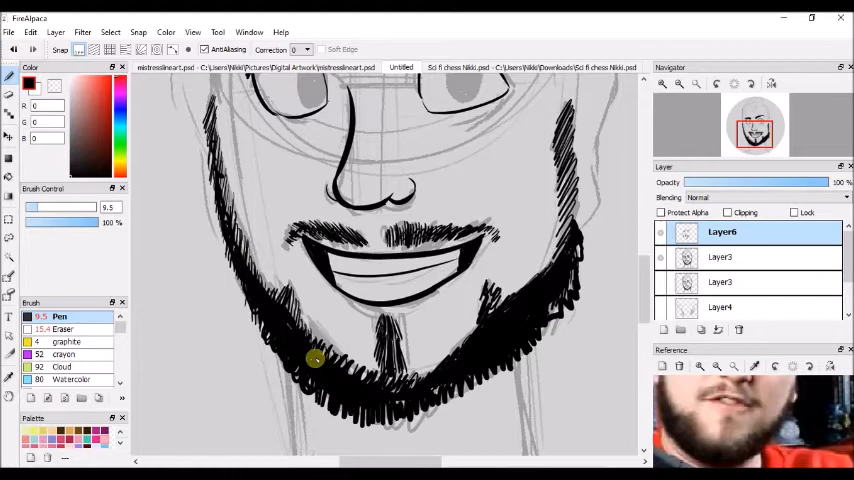 FireAlpaca
File Edit Layer Filter Select Snap Color View Tool Window Help
Snap AntiAliasing Correction 0 Soft Edge
mistresslineart.psd - C:\Users\Nikki\Pictures\Digital Artwork\mistresslineart.psd Untitled Sci fi chess Nikki.psd - C:\Users\Nikki\Downloads\Sci fi chess Nikki.psd
Color
R 0
G 0
B 0
Brush Control
9.5
100 %
Brush
9.5 Pen
15.4 Eraser
4 graphite
52 crayon
92 Cloud
80 Watercolor
Palette
---
Navigator
Layer
Opacity 100 %
Blending Normal
Protect Alpha Clipping Lock
Layer6
Layer3
Layer3
Layer4
Reference